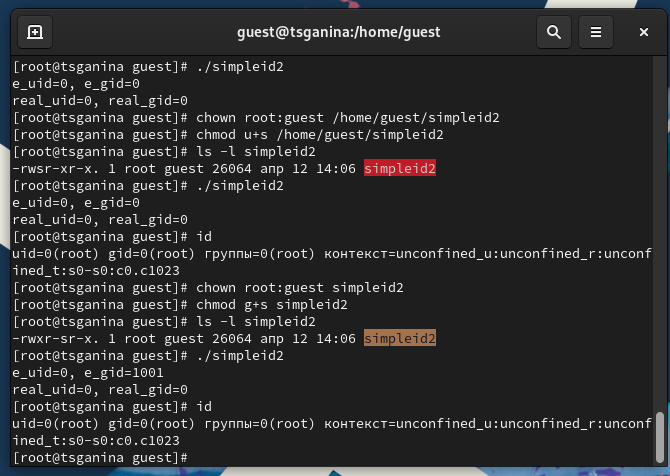 guest@tsganina:/home/guest
[root@tsganina guest]# ./simpleid2
e_uid=0, e_gid=0
real_uid=0, real_gid=0
[root@tsganina guest]# chown root:guest /home/guest/simpleid2
[root@tsganina guest]# chmod u+s /home/guest/simpleid2
[root@tsganina guest]# ls -l simpleid2
-rwsr-xr-x. 1 root guest 26064 апр 12 14:06 simpleid2
[root@tsganina guest]# ./simpleid2
e_uid=0, e_gid=0
real_uid=0, real_gid=0
[root@tsganina guest]# id
uid=0(root) gid=0(root) группы=0(root) контекст=unconfined_u:unconfined_r:unconf
ined_t:s0-s0:c0.c1023
[root@tsganina guest]# chown root:guest simpleid2
[root@tsganina guest]# chmod g+s simpleid2
[root@tsganina guest]# ls -l simpleid2
-rwxr-sr-x. 1 root guest 26064 апр 12 14:06 simpleid2
[root@tsganina guest]# ./simpleid2
e_uid=0, e_gid=1001
real_uid=0, real_gid=0
[root@tsganina guest]# id
uid=0(root) gid=0(root) группы=0(root) контекст=unconfined_u:unconfined_r:unconf
ined_t:s0-s0:c0.c1023
[root@tsganina guest]#